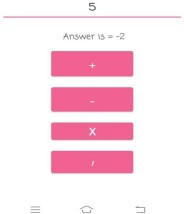 5
Answer is = -2
+
-
X
/